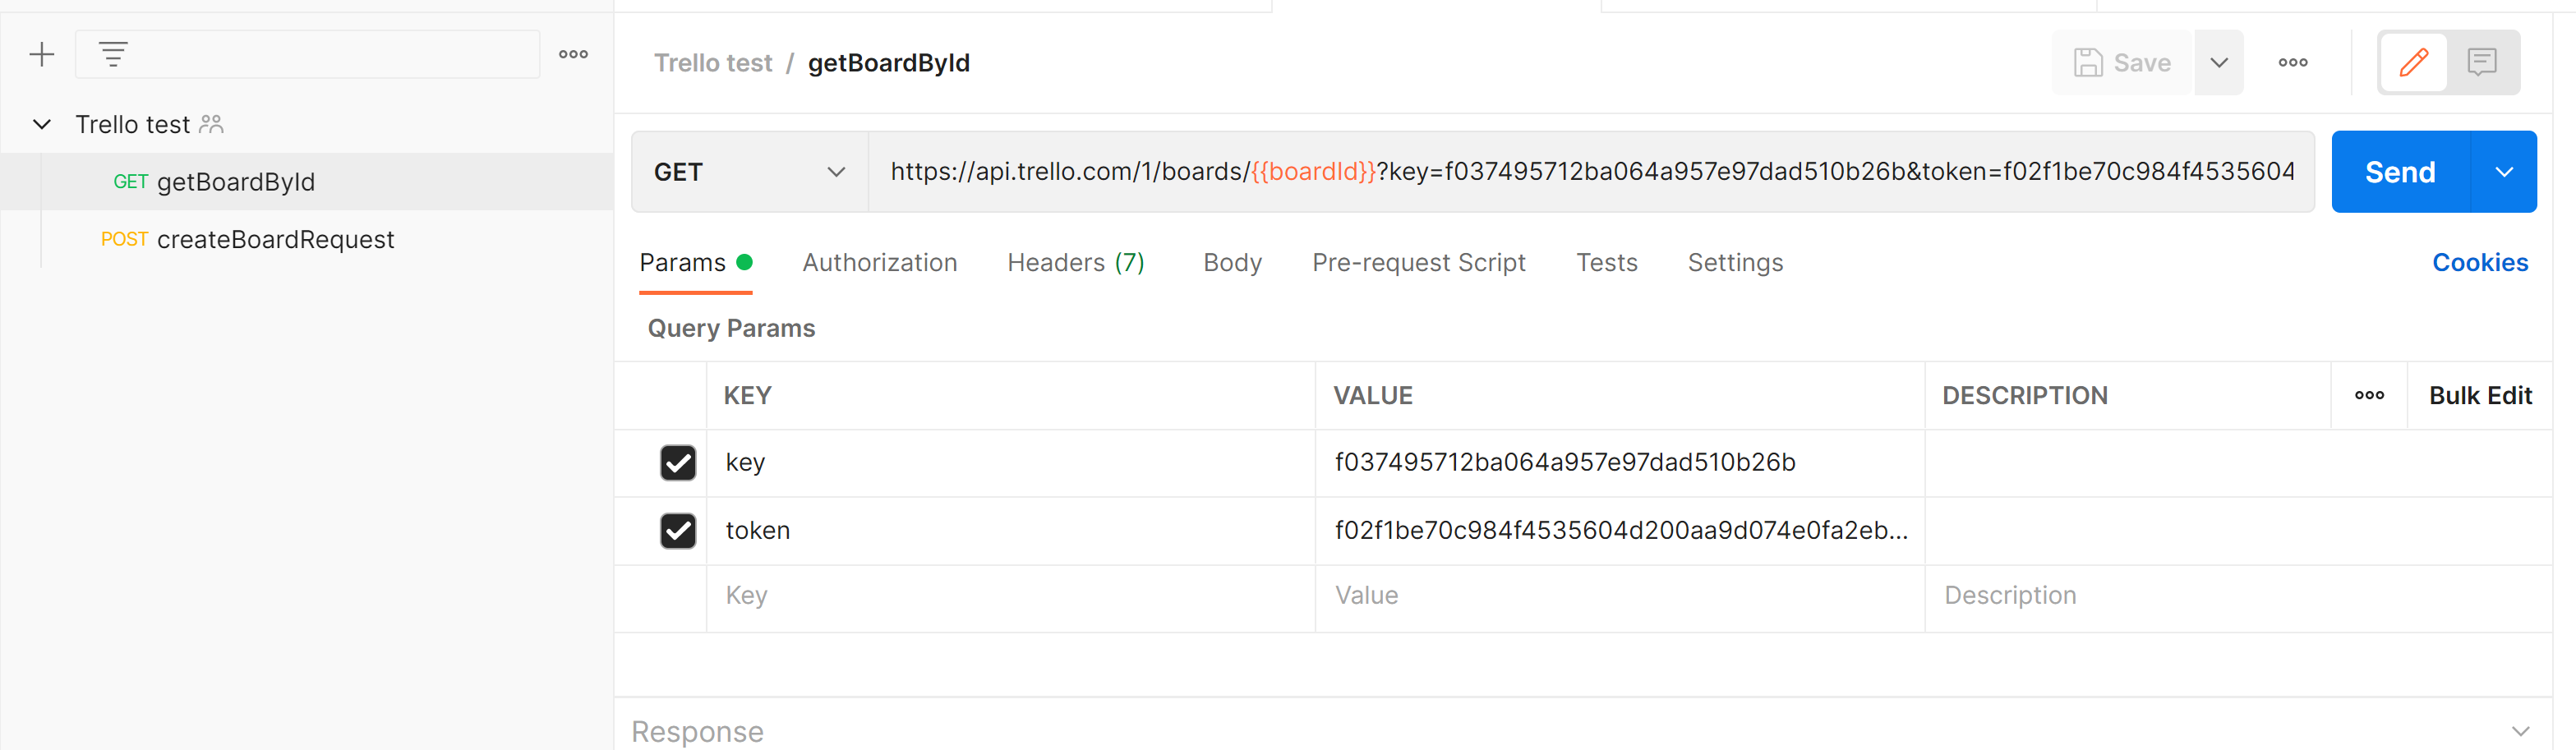 Trello test
GET getBoardById
POST createBoardRequest
Trello test / getBoardById
Save
GET
https://api.trello.com/1/boards/{{boardId}}?key=f037495712ba064a957e97dad510b26b&token=f02f1be70c984f4535604
Send
Params
Authorization
Headers (7)
Body
Pre-request Script
Tests
Settings
Cookies
Query Params
KEY VALUE DESCRIPTION Bulk Edit
key f037495712ba064a957e97dad510b26b
token f02f1be70c984f4535604d200aa9d074e0fa2eb...
Key Value Description
Response